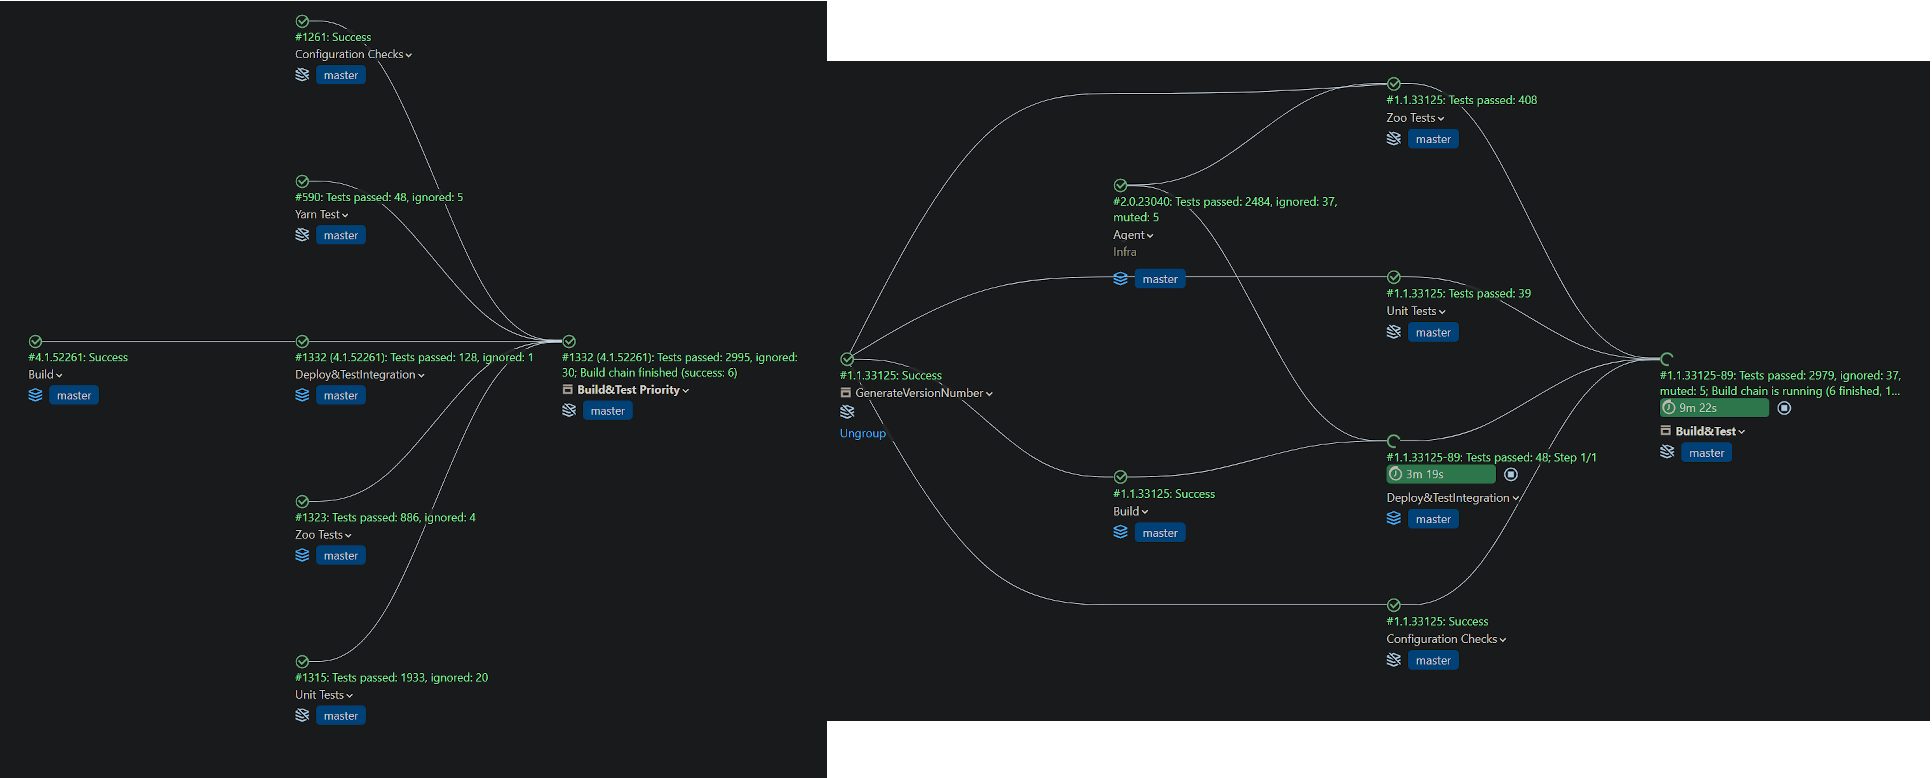 #1261: Success
Configuration Checks
master
#590: Tests passed: 48, ignored: 5
Yarn Test
master
#4.1.52261: Success
Build
master
#1332 (4.1.52261): Tests passed: 128, ignored: 1
Deploy&TestIntegration
master
#1332 (4.1.52261): Tests passed: 2995, ignored:
30; Build chain finished (success: 6)
Build&Test Priority
master
#1323: Tests passed: 886, ignored: 4
Zoo Tests
master
#1315: Tests passed: 1933, ignored: 20
Unit Tests
master
#1.1.33125: Success
GenerateVersionNumber
Ungroup
#2.0.23040: Tests passed: 2484, ignored: 37,
muted: 5
Agent
Infra
master
#1.1.33125: Success
Build
master
#1.1.33125: Tests passed: 408
Zoo Tests
master
#1.1.33125: Tests passed: 39
Unit Tests
master
#1.1.33125-89: Tests passed: 48; Step 1/1
3m 19s
Deploy&TestIntegration
master
#1.1.33125: Success
Configuration Checks
master
#1.1.33125-89: Tests passed: 2979, ignored: 37,
muted: 5; Build chain is running (6 finished, 1...
9m 22s
Build&Test
master